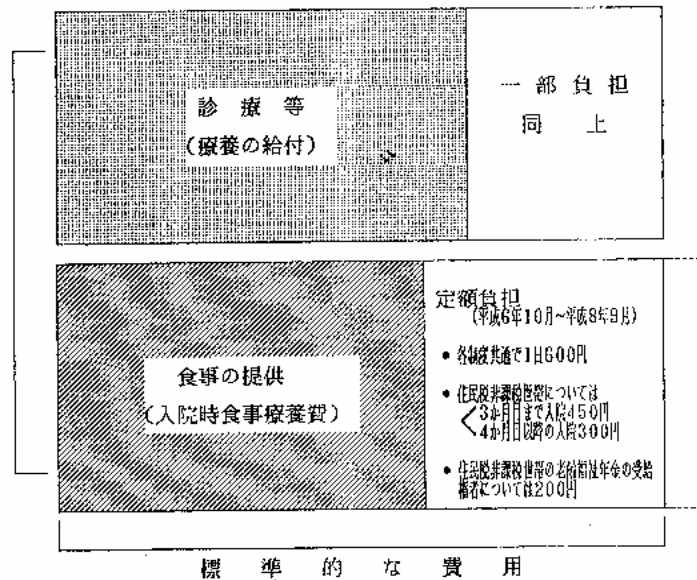 診療等
(療養の給付)
一部負担
同上
食事の提供
(入院時食事療養費)
定額負担
(平成6年10月~平成8年9月)
• 各制度共通で1日600円
• 住民税非課税世帯については
3か月目まで入院450円
4か月目以降の入院300円
• 住民税非課税世帯の老齢福祉年金の受給
権者については200円
標準的な費用